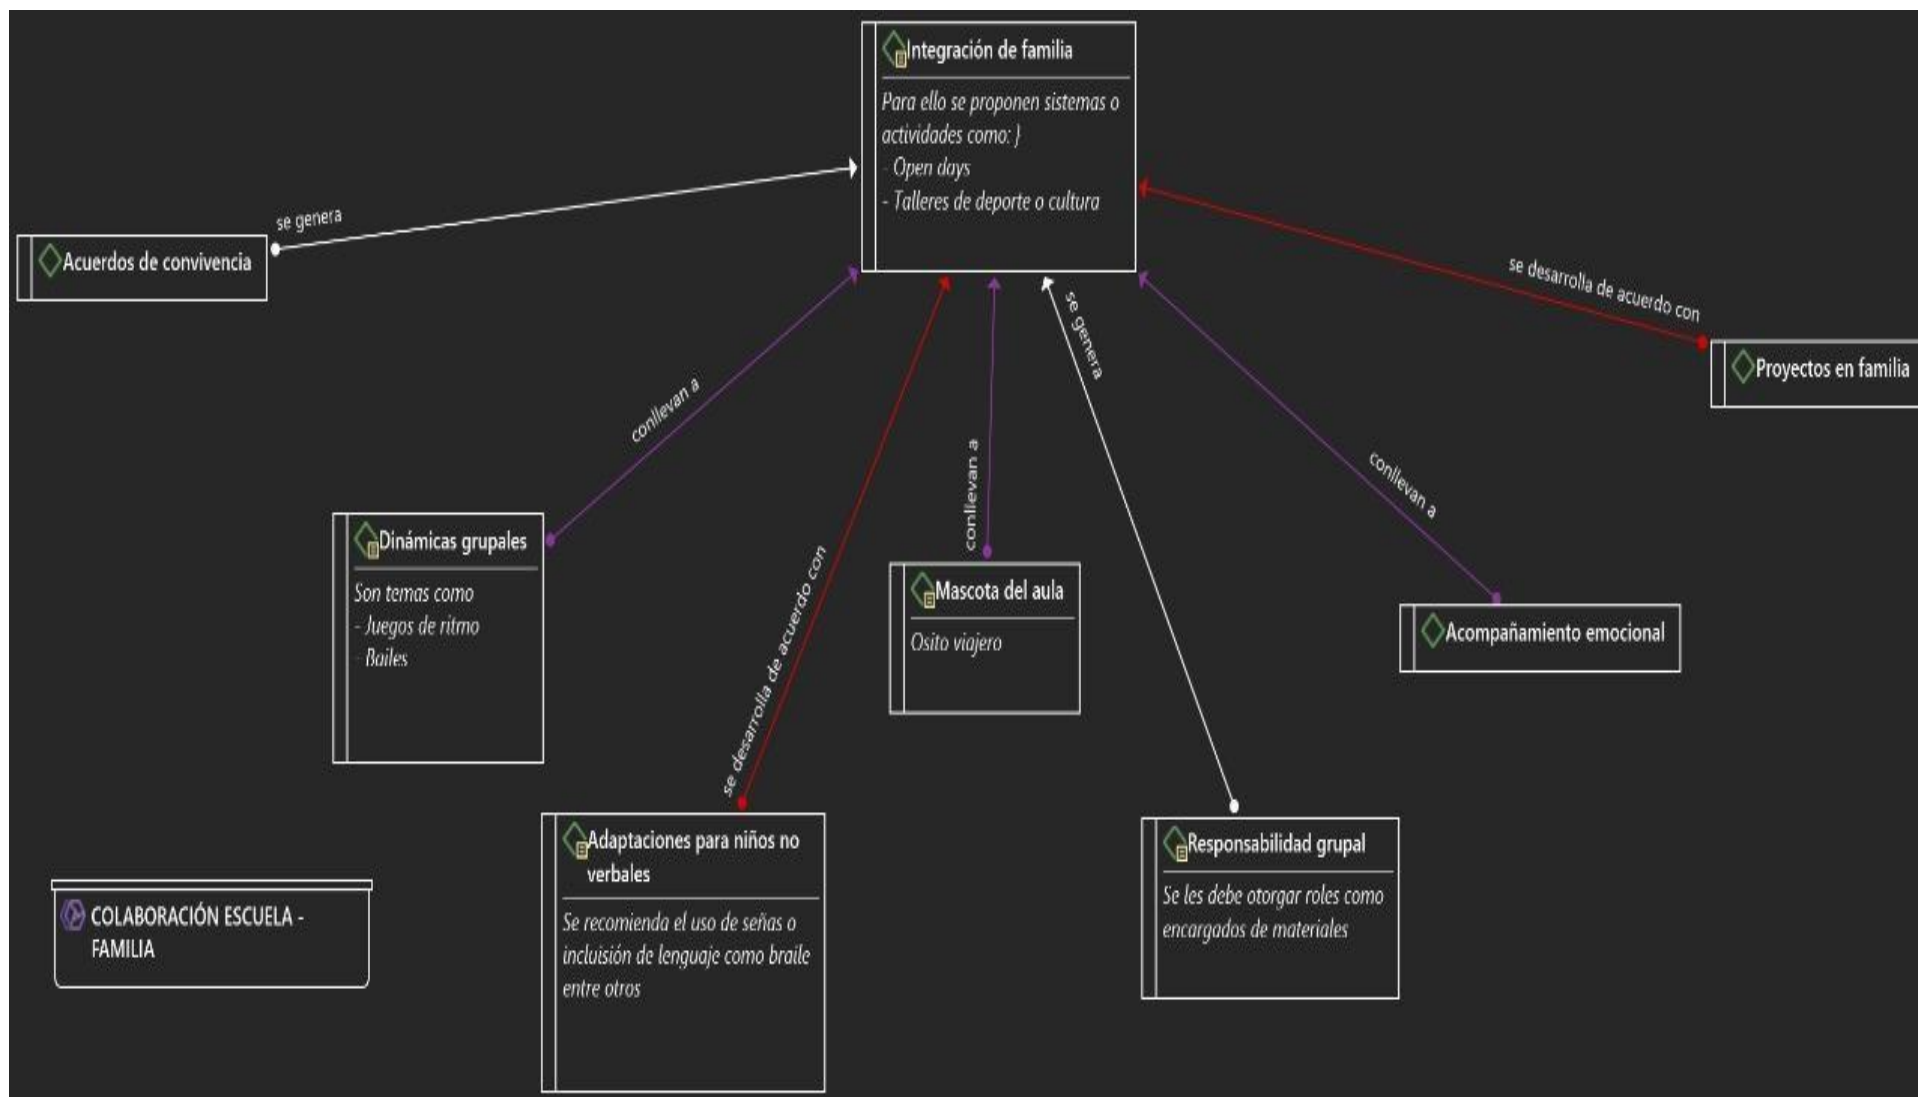 Integración de familia
Para ello se proponen sistemas o
actividades como: }
- Open days
- Talleres de deporte o cultura
se genera
Acuerdos de convivencia
se desarrolla de acuerdo con
Proyectos en familia
se genera
conllevan a
conllevan a
conllevan a
Dinámicas grupales
Son temas como
- Juegos de ritmo
- Bailes
se desarrolla de acuerdo con
Mascota del aula
Osito viajero
Acompañamiento emocional
Adaptaciones para niños no
verbales
Se recomienda el uso de señas o
incluisión de lenguaje como braile
entre otros
Responsabilidad grupal
Se les debe otorgar roles como
encargados de materiales
COLABORACIÓN ESCUELA -
FAMILIA